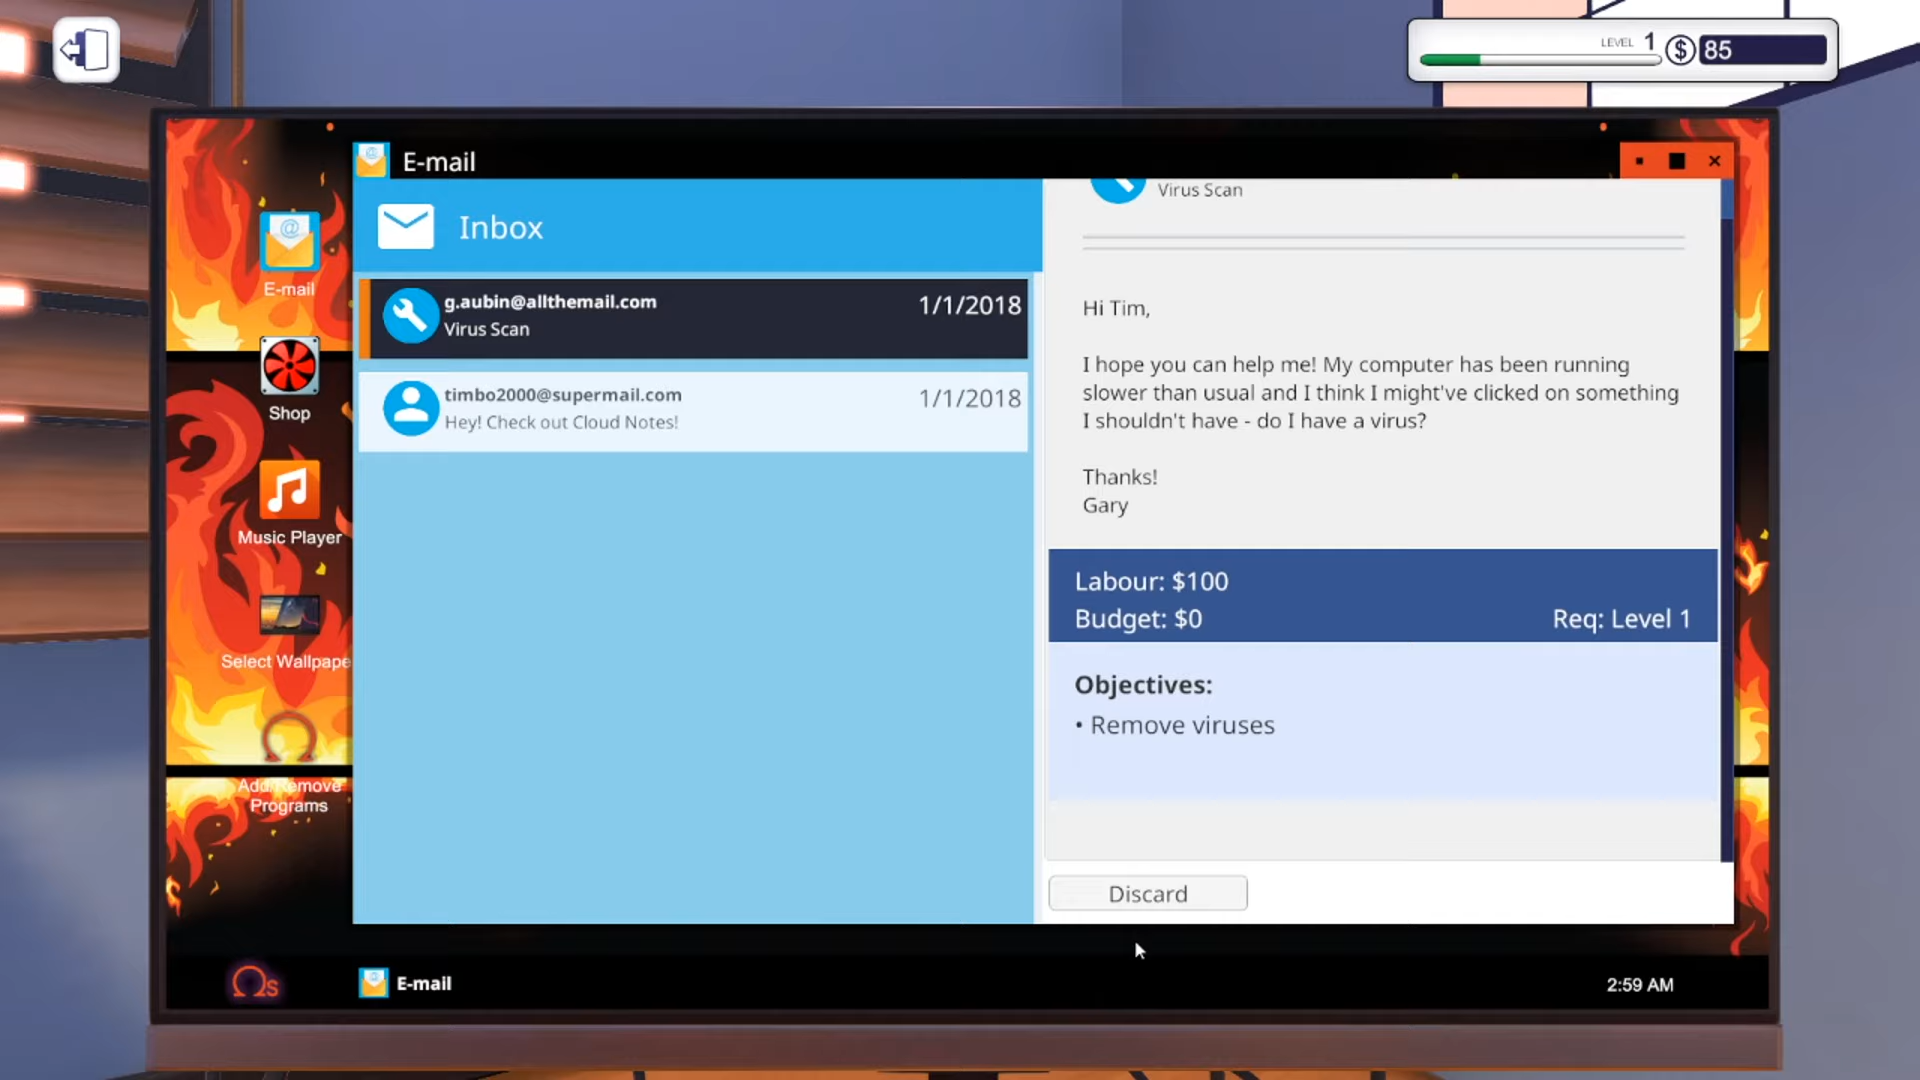 LEVEL 1
$ 85
E-mail
Inbox
g.aubin@allthemail.com
1/1/2018
Virus Scan
timbo2000@supermail.com
1/1/2018
Hey! Check out Cloud Notes!
Virus Scan
Hi Tim,
I hope you can help me! My computer has been running
slower than usual and I think I might've clicked on something
I shouldn't have - do I have a virus?
Thanks!
Gary
Labour: $100
Budget: $0
Req: Level 1
Objectives:
• Remove viruses
Discard
E-mail
Shop
Music Player
Select Wallpape
Add/Remove
Programs
Ωs
E-mail
2:59 AM